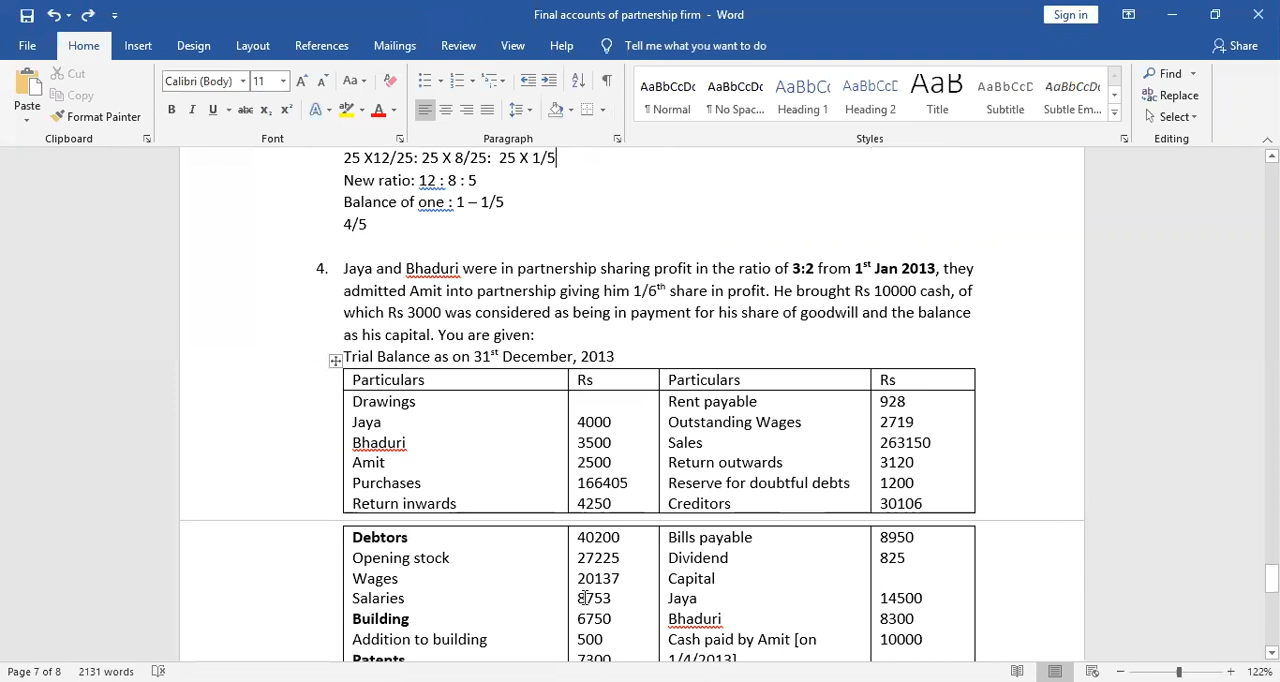 Final accounts of partnership firm - Word
Sign in
File Home Insert Design Layout References Mailings Review View Help Tell me what you want to do Share
Paste
Cut
Copy
Format Painter
Calibri (Body) 11
AaBbCcDc AaBbCcDc AaBbCc AaBbCcC AaB AaBbCcC AaBbCcDc
¶ Normal ¶ No Spac... Heading 1 Heading 2 Title Subtitle Subtle Em...
Find
Replace
Select
Clipboard Font Paragraph Styles Editing
25 X12/25: 25 X 8/25: 25 X 1/5
New ratio: 12 : 8 : 5
Balance of one : 1 – 1/5
4/5
4. Jaya and Bhaduri were in partnership sharing profit in the ratio of 3:2 from 1st Jan 2013, they
admitted Amit into partnership giving him 1/6th share in profit. He brought Rs 10000 cash, of
which Rs 3000 was considered as being in payment for his share of goodwill and the balance
as his capital. You are given:
Trial Balance as on 31st December, 2013
Particulars Rs Particulars Rs
Drawings Rent payable 928
Jaya 4000 Outstanding Wages 2719
Bhaduri 3500 Sales 263150
Amit 2500 Return outwards 3120
Purchases 166405 Reserve for doubtful debts 1200
Return inwards 4250 Creditors 30106
Debtors 40200 Bills payable 8950
Opening stock 27225 Dividend 825
Wages 20137 Capital
Salaries 8753 Jaya 14500
Building 6750 Bhaduri 8300
Addition to building 500 Cash paid by Amit [on 10000
Patents 7300 1/4/2013]
Page 7 of 8 2131 words 122%